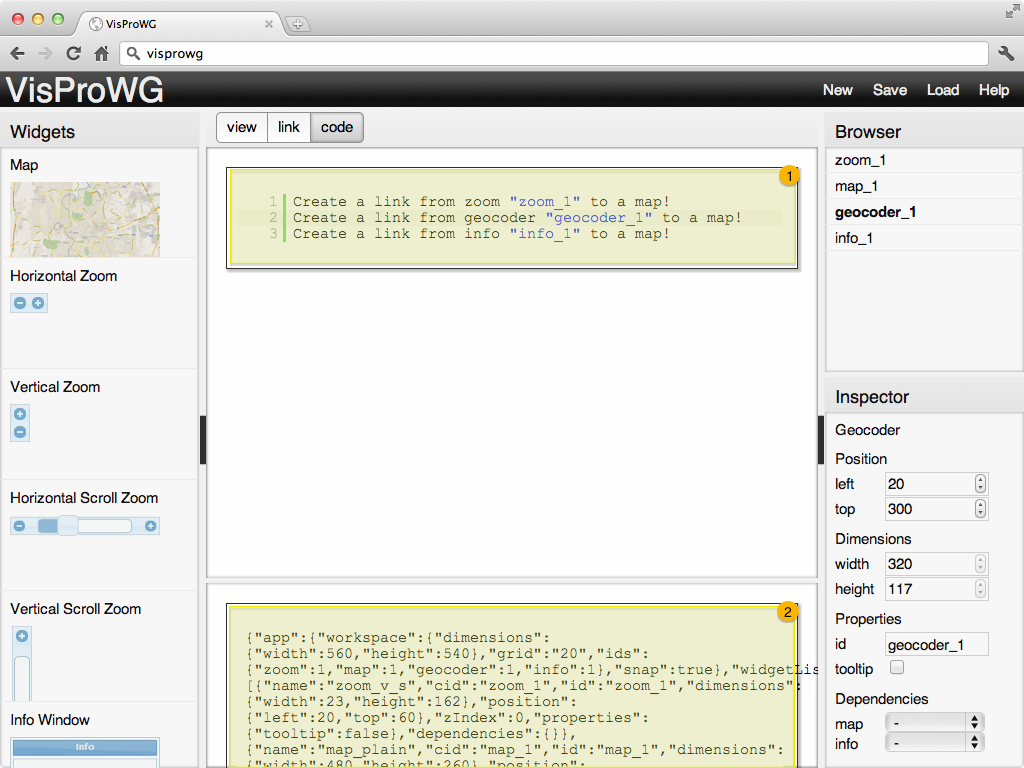 VisProWG
visprowg
VisProWG
New Save Load Help
Widgets
Map
Horizontal Zoom
Vertical Zoom
Horizontal Scroll Zoom
Vertical Scroll Zoom
Info Window
Info
view link code
1
1 Create a link from zoom "zoom_1" to a map!
2 Create a link from geocoder "geocoder_1" to a map!
3 Create a link from info "info_1" to a map!
2
{"app":{"workspace":{"dimensions":
{"width":560,"height":540},"grid":"20","ids":
{"zoom":1,"map":1,"geocoder":1,"info":1},"snap":true},"widgetLis
[{"name":"zoom_v_s","cid":"zoom_1","id":"zoom_1","dimensions":
{"width":23,"height":162},"position":
{"left":20,"top":60},"zIndex":0,"properties":
{"tooltip":false},"dependencies":{}},
{"name":"map_plain","cid":"map_1","id":"map_1","dimensions":
{"width":480,"height":260},"position":
Browser
zoom_1
map_1
geocoder_1
info_1
Inspector
Geocoder
Position
left 20
top 300
Dimensions
width 320
height 117
Properties
id geocoder_1
tooltip
Dependencies
map -
info -